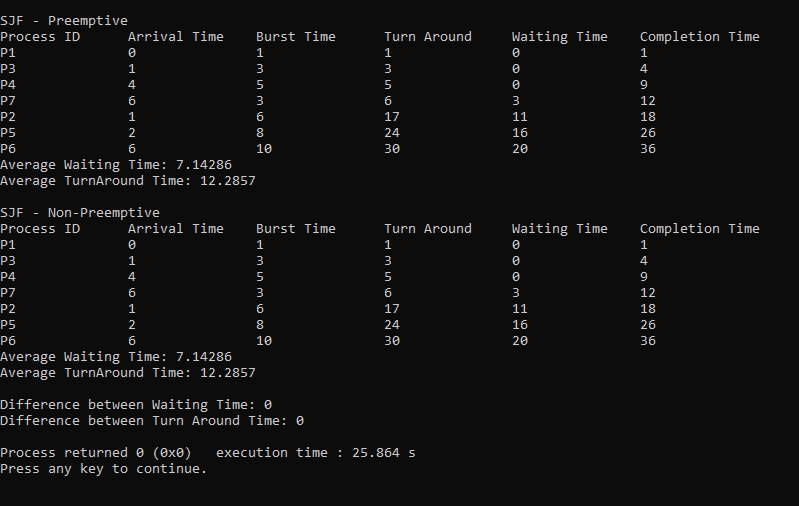 SJF - Preemptive
Process ID      Arrival Time    Burst Time      Turn Around     Waiting Time    Completion Time
P1              0               1               1               0               1
P3              1               3               3               0               4
P4              4               5               5               0               9
P7              6               3               6               3               12
P2              1               6               17              11              18
P5              2               8               24              16              26
P6              6               10              30              20              36
Average Waiting Time: 7.14286
Average TurnAround Time: 12.2857
SJF - Non-Preemptive
Process ID      Arrival Time    Burst Time      Turn Around     Waiting Time    Completion Time
P1              0               1               1               0               1
P3              1               3               3               0               4
P4              4               5               5               0               9
P7              6               3               6               3               12
P2              1               6               17              11              18
P5              2               8               24              16              26
P6              6               10              30              20              36
Average Waiting Time: 7.14286
Average TurnAround Time: 12.2857
Difference between Waiting Time: 0
Difference between Turn Around Time: 0
Process returned 0 (0x0)   execution time : 25.864 s
Press any key to continue.